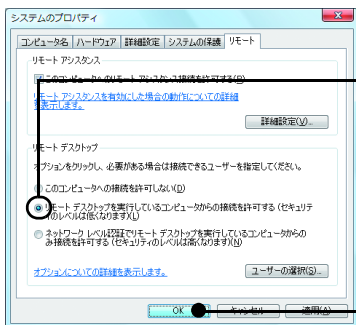 システムのプロパティ
コンピュータ名 ハードウェア 詳細設定 システムの保護 リモート
リモート アシスタンス
このコンピュータへのリモート アシスタンス接続を許可する(R)
リモート アシスタンスを有効にした場合の動作についての詳細
を表示します。
詳細設定(V)...
リモート デスクトップ
オプションをクリックし、必要がある場合は接続できるユーザーを指定してください。
このコンピュータへの接続を許可しない(D)
リモート デスクトップを実行しているコンピュータからの接続を許可する (セキュリテ
ィのレベルは低くなります)(L)
ネットワーク レベル認証でリモート デスクトップを実行しているコンピュータからの
み接続を許可する (セキュリティのレベルは高くなります)(N)
オプションについての詳細を表示します。
ユーザーの選択(S)...
OK キャンセル 適用(A)